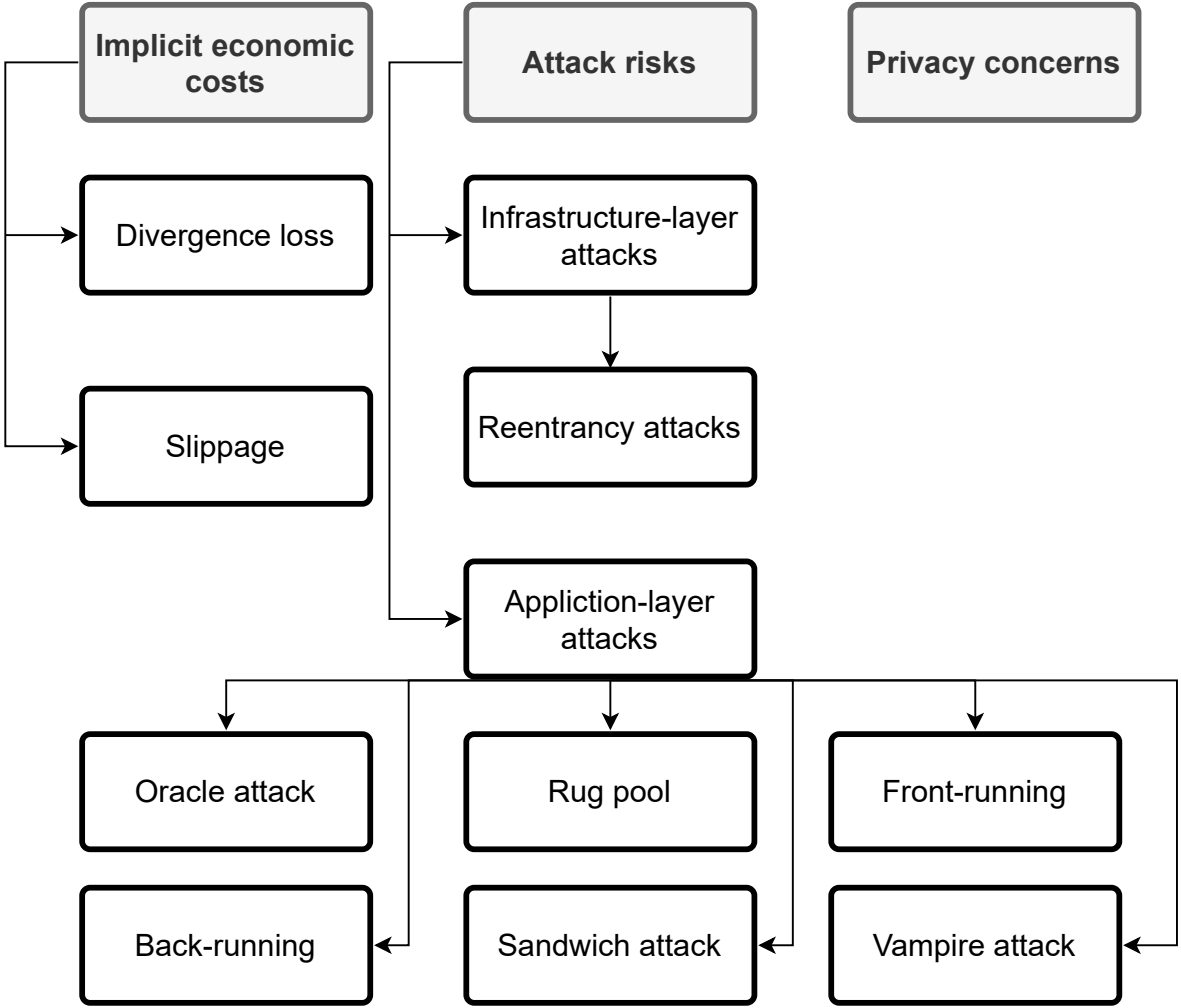 Implicit economic
costs
Attack risks
Privacy concerns
Divergence loss
Infrastructure-layer
attacks
Slippage
Reentrancy attacks
Appliction-layer
attacks
Oracle attack
Rug pool
Front-running
Back-running
Sandwich attack
Vampire attack